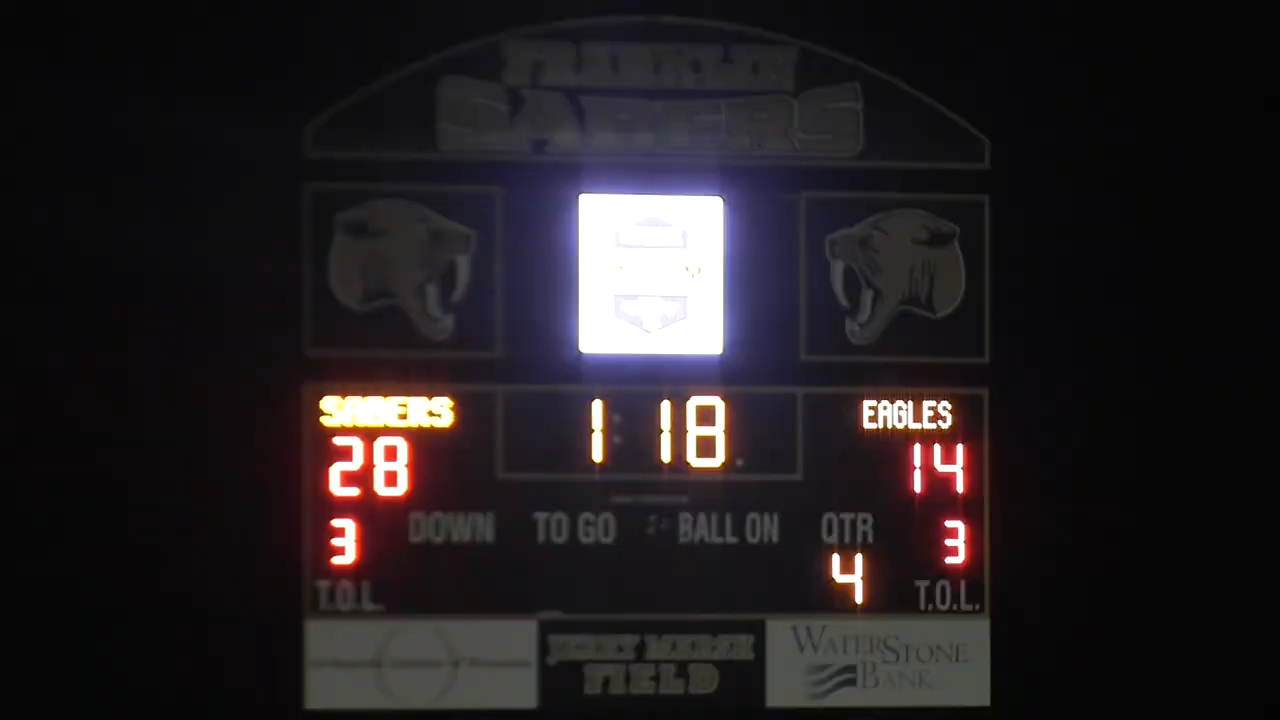 SABERS
SABERS
1:18
EAGLES
28
14
DOWN
TO GO
BALL ON
QTR
3
4
3
T.O.L.
T.O.L.
FIELD
WATERSTONE
BANK